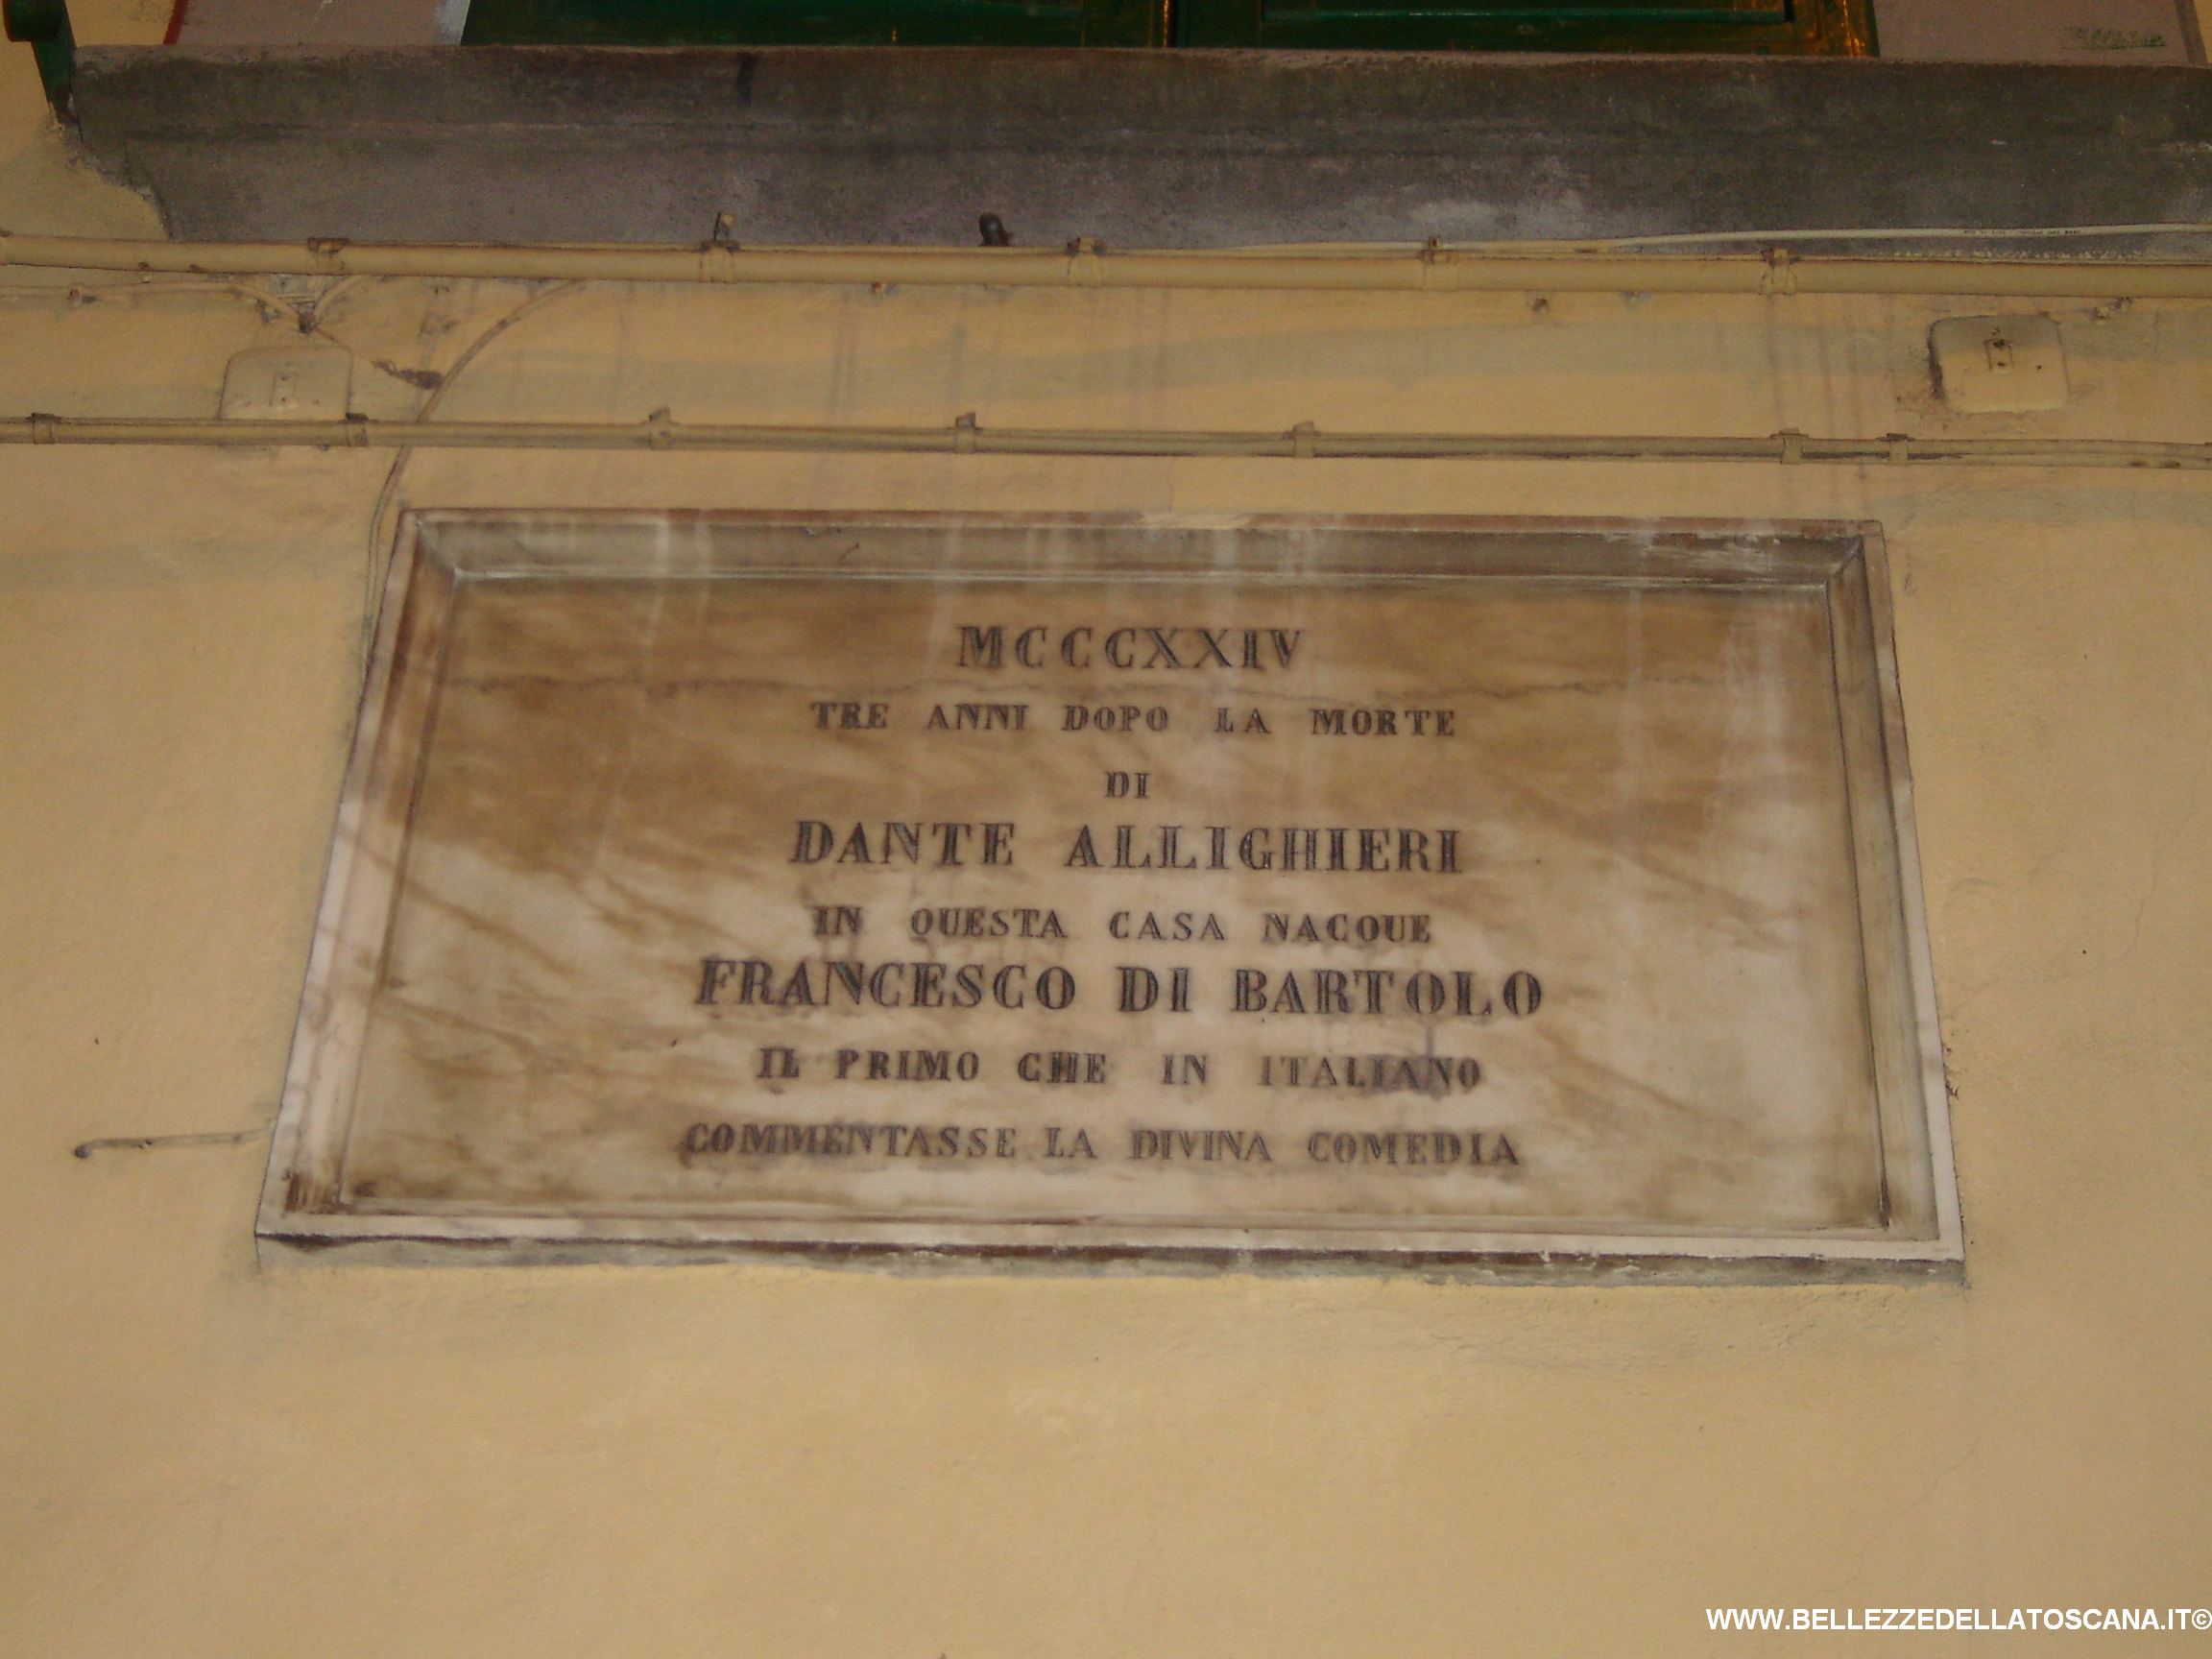 MCCCXXIV
TRE ANNI DOPO LA MORTE
DI
DANTE ALLIGHIERI
IN QUESTA CASA NACQUE
FRANCESCO DI BARTOLO
IL PRIMO CHE IN ITALIANO
COMMENTASSE LA DIVINA COMEDIA
WWW.BELLEZZEDELLATOSCANA.IT©